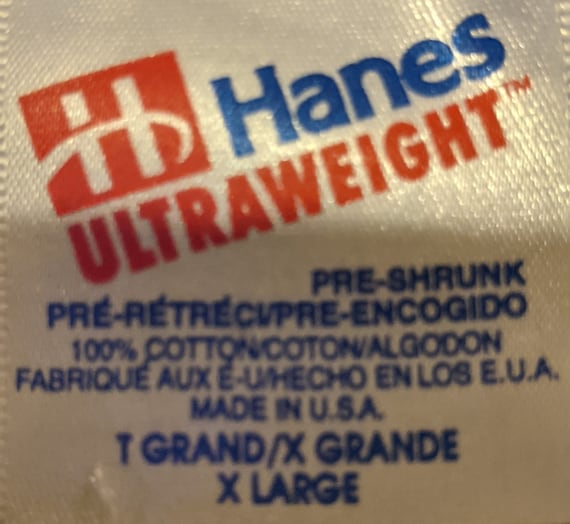 H Hanes
ULTRAWEIGHT™
PRE-SHRUNK
PRÉ-RÉTRÉCI/PRE-ENCOGIDO
100% COTTON/COTON/ALGODON
FABRIQUÉ AUX É-U/HECHO EN LOS E.U.A.
MADE IN U.S.A.
T GRAND/X GRANDE
X LARGE